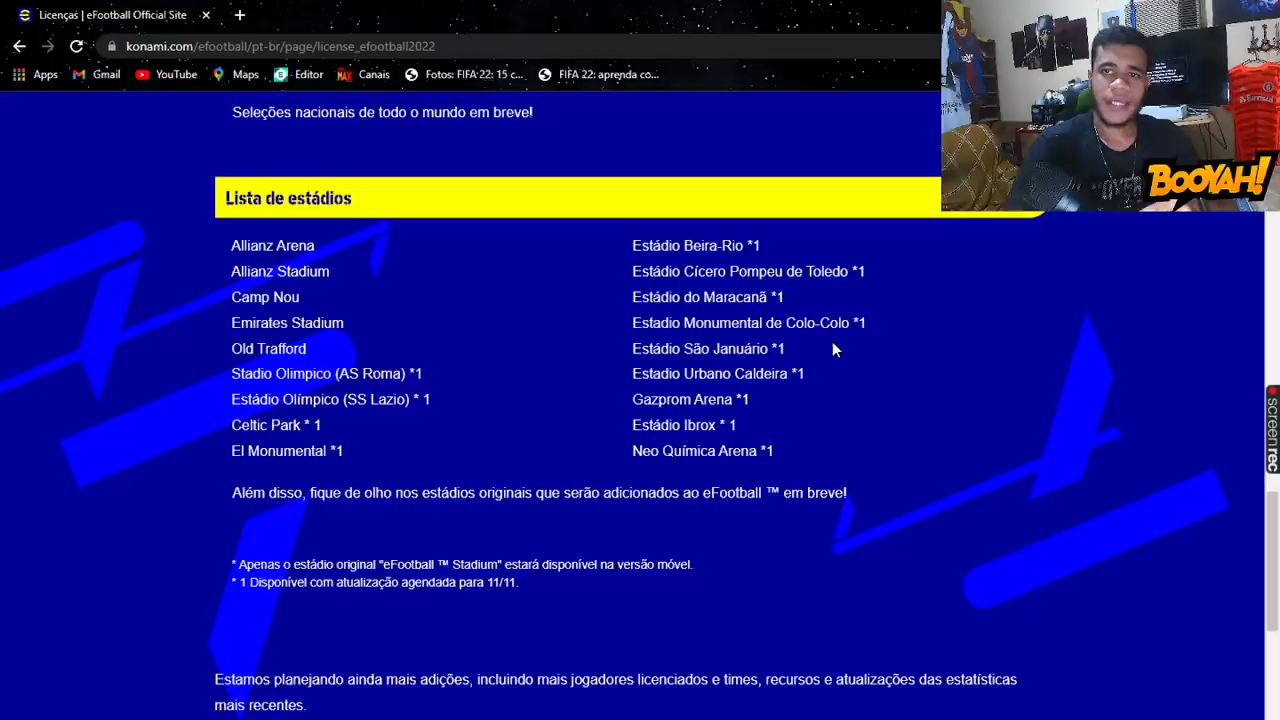 Licenças | eFootball Official Site
konami.com/efootball/pt-br/page/license_efootball2022
Apps Gmail YouTube Maps Editor Canais Fotos: FIFA 22: 15 c... FIFA 22: aprenda co...
Seleções nacionais de todo o mundo em breve!
BOOYAH!
Lista de estádios
Allianz Arena
Allianz Stadium
Camp Nou
Emirates Stadium
Old Trafford
Stadio Olimpico (AS Roma) *1
Estádio Olímpico (SS Lazio) * 1
Celtic Park * 1
El Monumental *1
Estádio Beira-Rio *1
Estádio Cícero Pompeu de Toledo *1
Estádio do Maracanã *1
Estadio Monumental de Colo-Colo *1
Estádio São Januário *1
Estadio Urbano Caldeira *1
Gazprom Arena *1
Estádio Ibrox * 1
Neo Química Arena *1
Além disso, fique de olho nos estádios originais que serão adicionados ao eFootball ™ em breve!
* Apenas o estádio original "eFootball ™ Stadium" estará disponível na versão móvel.
* 1 Disponível com atualização agendada para 11/11.
Estamos planejando ainda mais adições, incluindo mais jogadores licenciados e times, recursos e atualizações das estatísticas
mais recentes.
screenrec